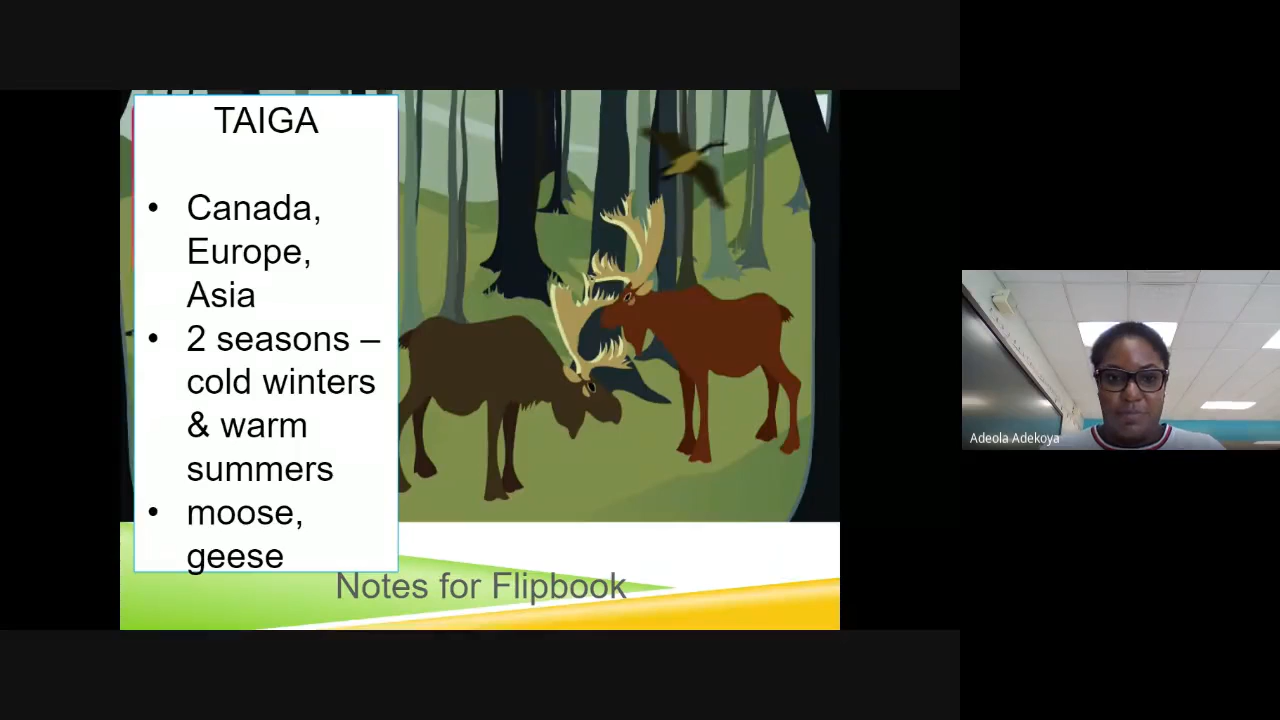 TAIGA
• Canada,
Europe,
Asia
• 2 seasons –
cold winters
& warm
summers
• moose,
geese
Notes for Flipbook
Adeola Adekoya